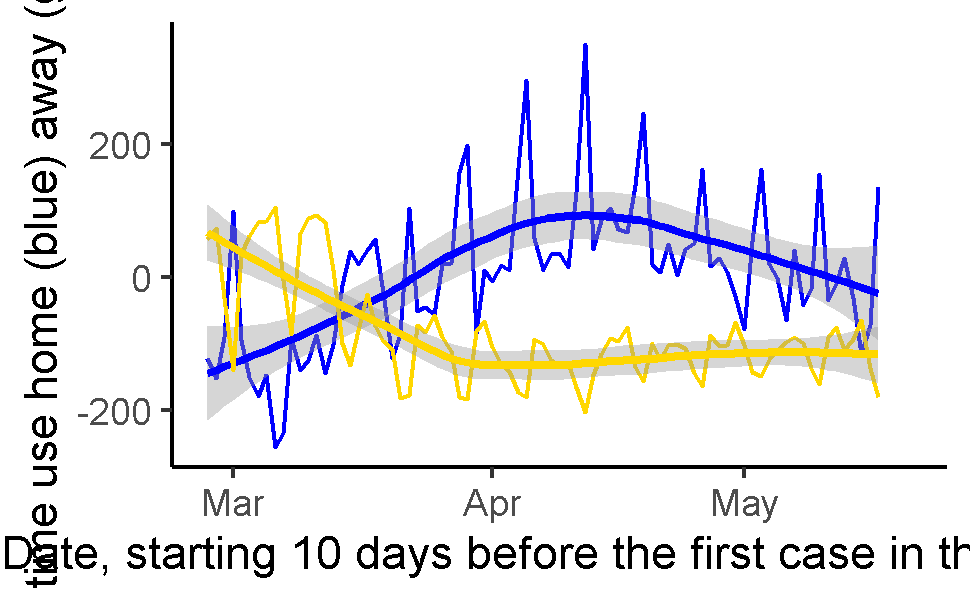 time use home (blue) away (
200
0
-200
Mar Apr May
Date, starting 10 days before the first case in th